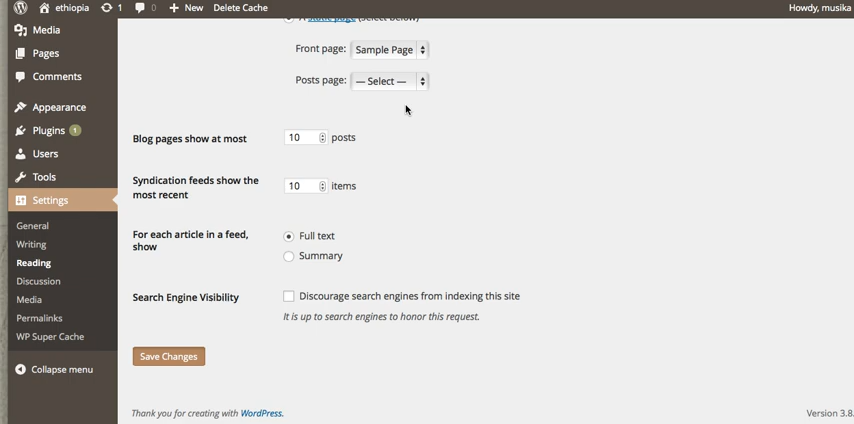 ethiopia 1 0 New Delete Cache Howdy, musika
Media
Pages
Comments
Appearance
Plugins 1
Users
Tools
Settings
General
Writing
Reading
Discussion
Media
Permalinks
WP Super Cache
Collapse menu
A static page (select below)
Front page: Sample Page
Posts page: — Select —
Blog pages show at most 10 posts
Syndication feeds show the
most recent
10 items
For each article in a feed,
show
Full text
Summary
Search Engine Visibility
Discourage search engines from indexing this site
It is up to search engines to honor this request.
Save Changes
Thank you for creating with WordPress.
Version 3.8.